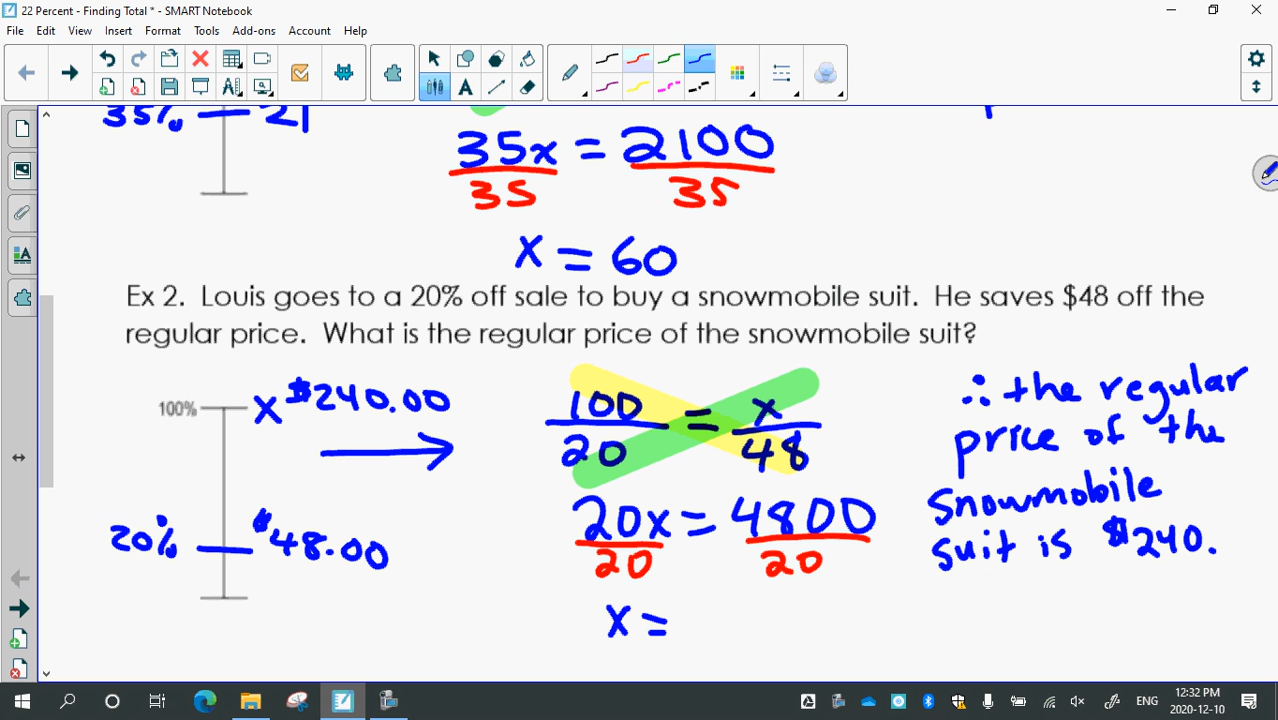 22 Percent - Finding Total * - SMART Notebook
File Edit View Insert Format Tools Add-ons Account Help
35% 21
35x = 2100
35 35
x = 60
Ex 2. Louis goes to a 20% off sale to buy a snowmobile suit. He saves $48 off the
regular price. What is the regular price of the snowmobile suit?
100% x $240.00
20% $48.00
100 = x
20 48
20x = 4800
20 20
x =
∴ the regular
price of the
snowmobile
suit is $240.
ENG
12:32 PM
2020-12-10